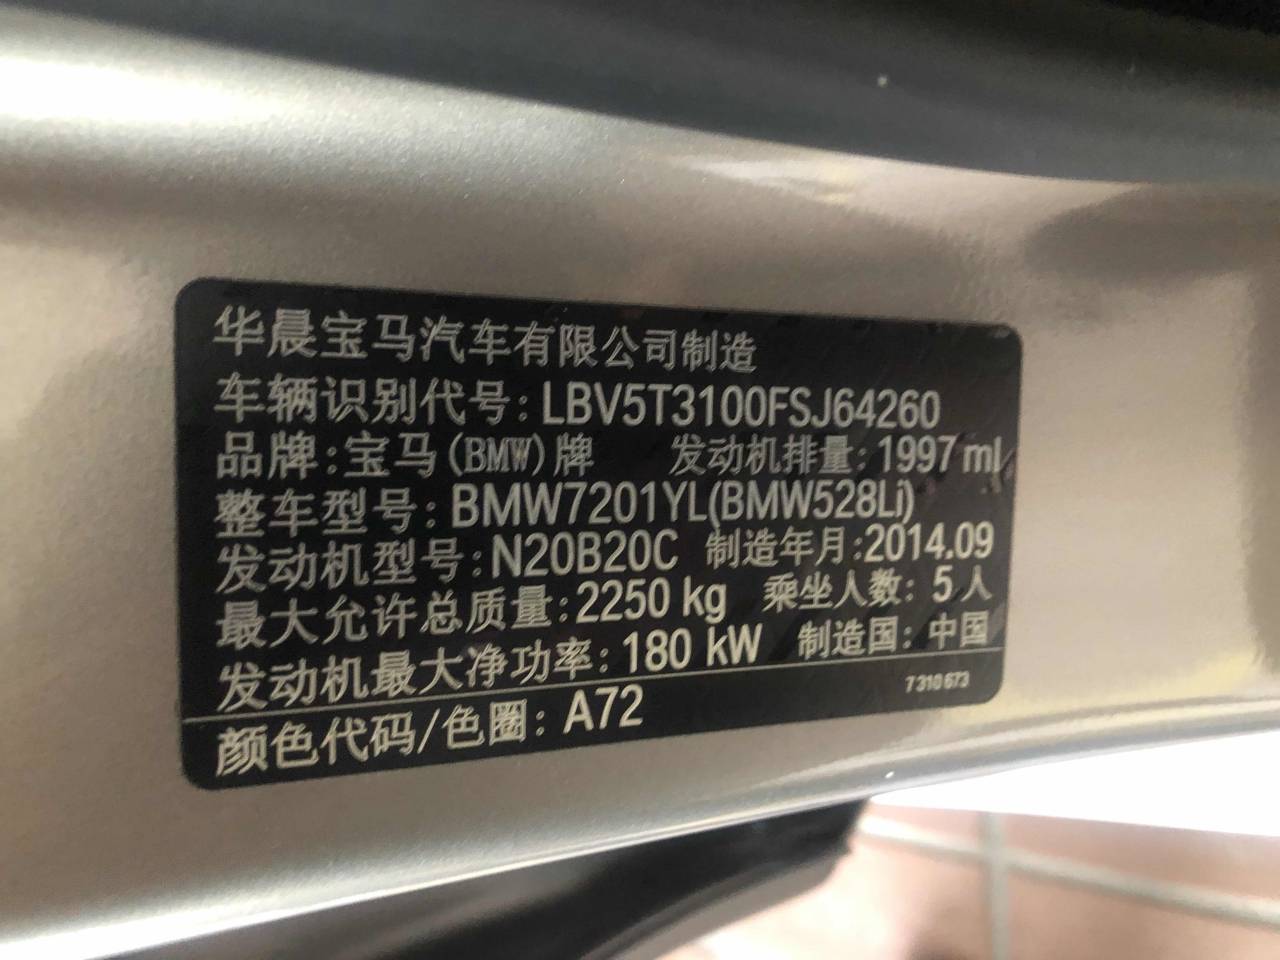 华晨宝马汽车有限公司制造
车辆识别代号: LBV5T3100FSJ64260
品牌: 宝马(BMW)牌 发动机排量: 1997 ml
整车型号: BMW7201YL(BMW528Li)
发动机型号: N20B20C 制造年月: 2014.09
最大允许总质量: 2250 kg 乘坐人数: 5 人
发动机最大净功率: 180 kW 制造国: 中国
7 310 673
颜色代码/色圈: A72